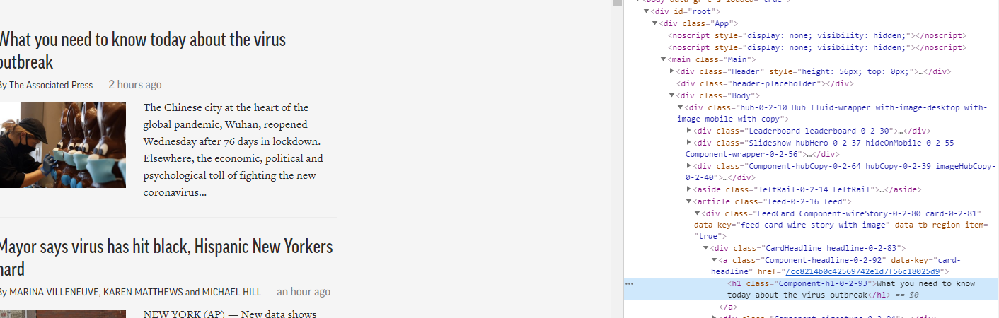 What you need to know today about the virus
outbreak
By The Associated Press 2 hours ago
The Chinese city at the heart of the
global pandemic, Wuhan, reopened
Wednesday after 76 days in lockdown.
Elsewhere, the economic, political and
psychological toll of fighting the new
coronavirus...
Mayor says virus has hit black, Hispanic New Yorkers
hard
By MARINA VILLENEUVE, KAREN MATTHEWS and MICHAEL HILL an hour ago
NEW YORK (AP) — New data shows
<div id="root">
<div class="App">
<noscript style="display: none; visibility: hidden;"></noscript>
<noscript style="display: none; visibility: hidden;"></noscript>
<main class="Main">
<div class="Header" style="height: 56px; top: 0px;">…</div>
<div class="header-placeholder"></div>
<div class="Body">
<div class="hub-0-2-10 Hub fluid-wrapper with-image-desktop with-
image-mobile with-copy">
<div class="Leaderboard leaderboard-0-2-30">…</div>
<div class="Slideshow hubHero-0-2-37 hideOnMobile-0-2-55
Component-wrapper-0-2-56">…</div>
<div class="Component-hubCopy-0-2-64 hubCopy-0-2-39 imageHubCopy-
0-2-40">…</div>
<aside class="leftRail-0-2-14 LeftRail">…</aside>
<article class="feed-0-2-16 feed">
<div class="FeedCard Component-wireStory-0-2-80 card-0-2-81"
data-key="feed-card-wire-story-with-image" data-tb-region-item=
"true">
<div class="CardHeadline headline-0-2-83">
<a class="Component-headline-0-2-92" data-key="card-
headline" href="/cc8214b0c42569742e1d7f56c18025d9">
<h1 class="Component-h1-0-2-93">What you need to know
today about the virus outbreak</h1> == $0
</a>